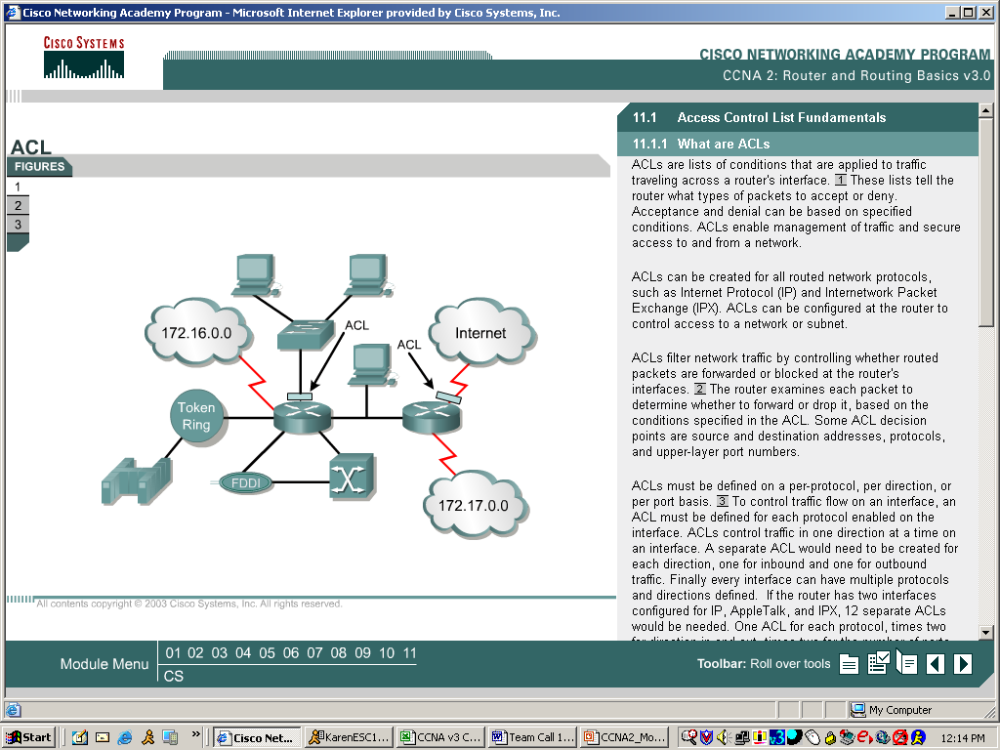 Cisco Networking Academy Program - Microsoft Internet Explorer provided by Cisco Systems, Inc.
CISCO SYSTEMS
CISCO NETWORKING ACADEMY PROGRAM
CCNA 2: Router and Routing Basics v3.0
ACL
FIGURES
1
2
3
172.16.0.0
ACL
ACL
Internet
Token
Ring
FDDI
172.17.0.0
11.1 Access Control List Fundamentals
11.1.1 What are ACLs
ACLs are lists of conditions that are applied to traffic
traveling across a router's interface. 1 These lists tell the
router what types of packets to accept or deny.
Acceptance and denial can be based on specified
conditions. ACLs enable management of traffic and secure
access to and from a network.
ACLs can be created for all routed network protocols,
such as Internet Protocol (IP) and Internetwork Packet
Exchange (IPX). ACLs can be configured at the router to
control access to a network or subnet.
ACLs filter network traffic by controlling whether routed
packets are forwarded or blocked at the router's
interfaces. 2 The router examines each packet to
determine whether to forward or drop it, based on the
conditions specified in the ACL. Some ACL decision
points are source and destination addresses, protocols,
and upper-layer port numbers.
ACLs must be defined on a per-protocol, per direction, or
per port basis. 3 To control traffic flow on an interface, an
ACL must be defined for each protocol enabled on the
interface. ACLs control traffic in one direction at a time on
an interface. A separate ACL would need to be created for
each direction, one for inbound and one for outbound
traffic. Finally every interface can have multiple protocols
and directions defined. If the router has two interfaces
configured for IP, AppleTalk, and IPX, 12 separate ACLs
would be needed. One ACL for each protocol, times two
for direction in and out, times two for the number of ports
All contents copyright © 2003 Cisco Systems, Inc. All rights reserved.
Module Menu
01 02 03 04 05 06 07 08 09 10 11
CS
Toolbar: Roll over tools
My Computer
Start
Cisco Net...
KarenESC1...
CCNA v3 C...
Team Call 1...
CCNA2_Mo...
12:14 PM